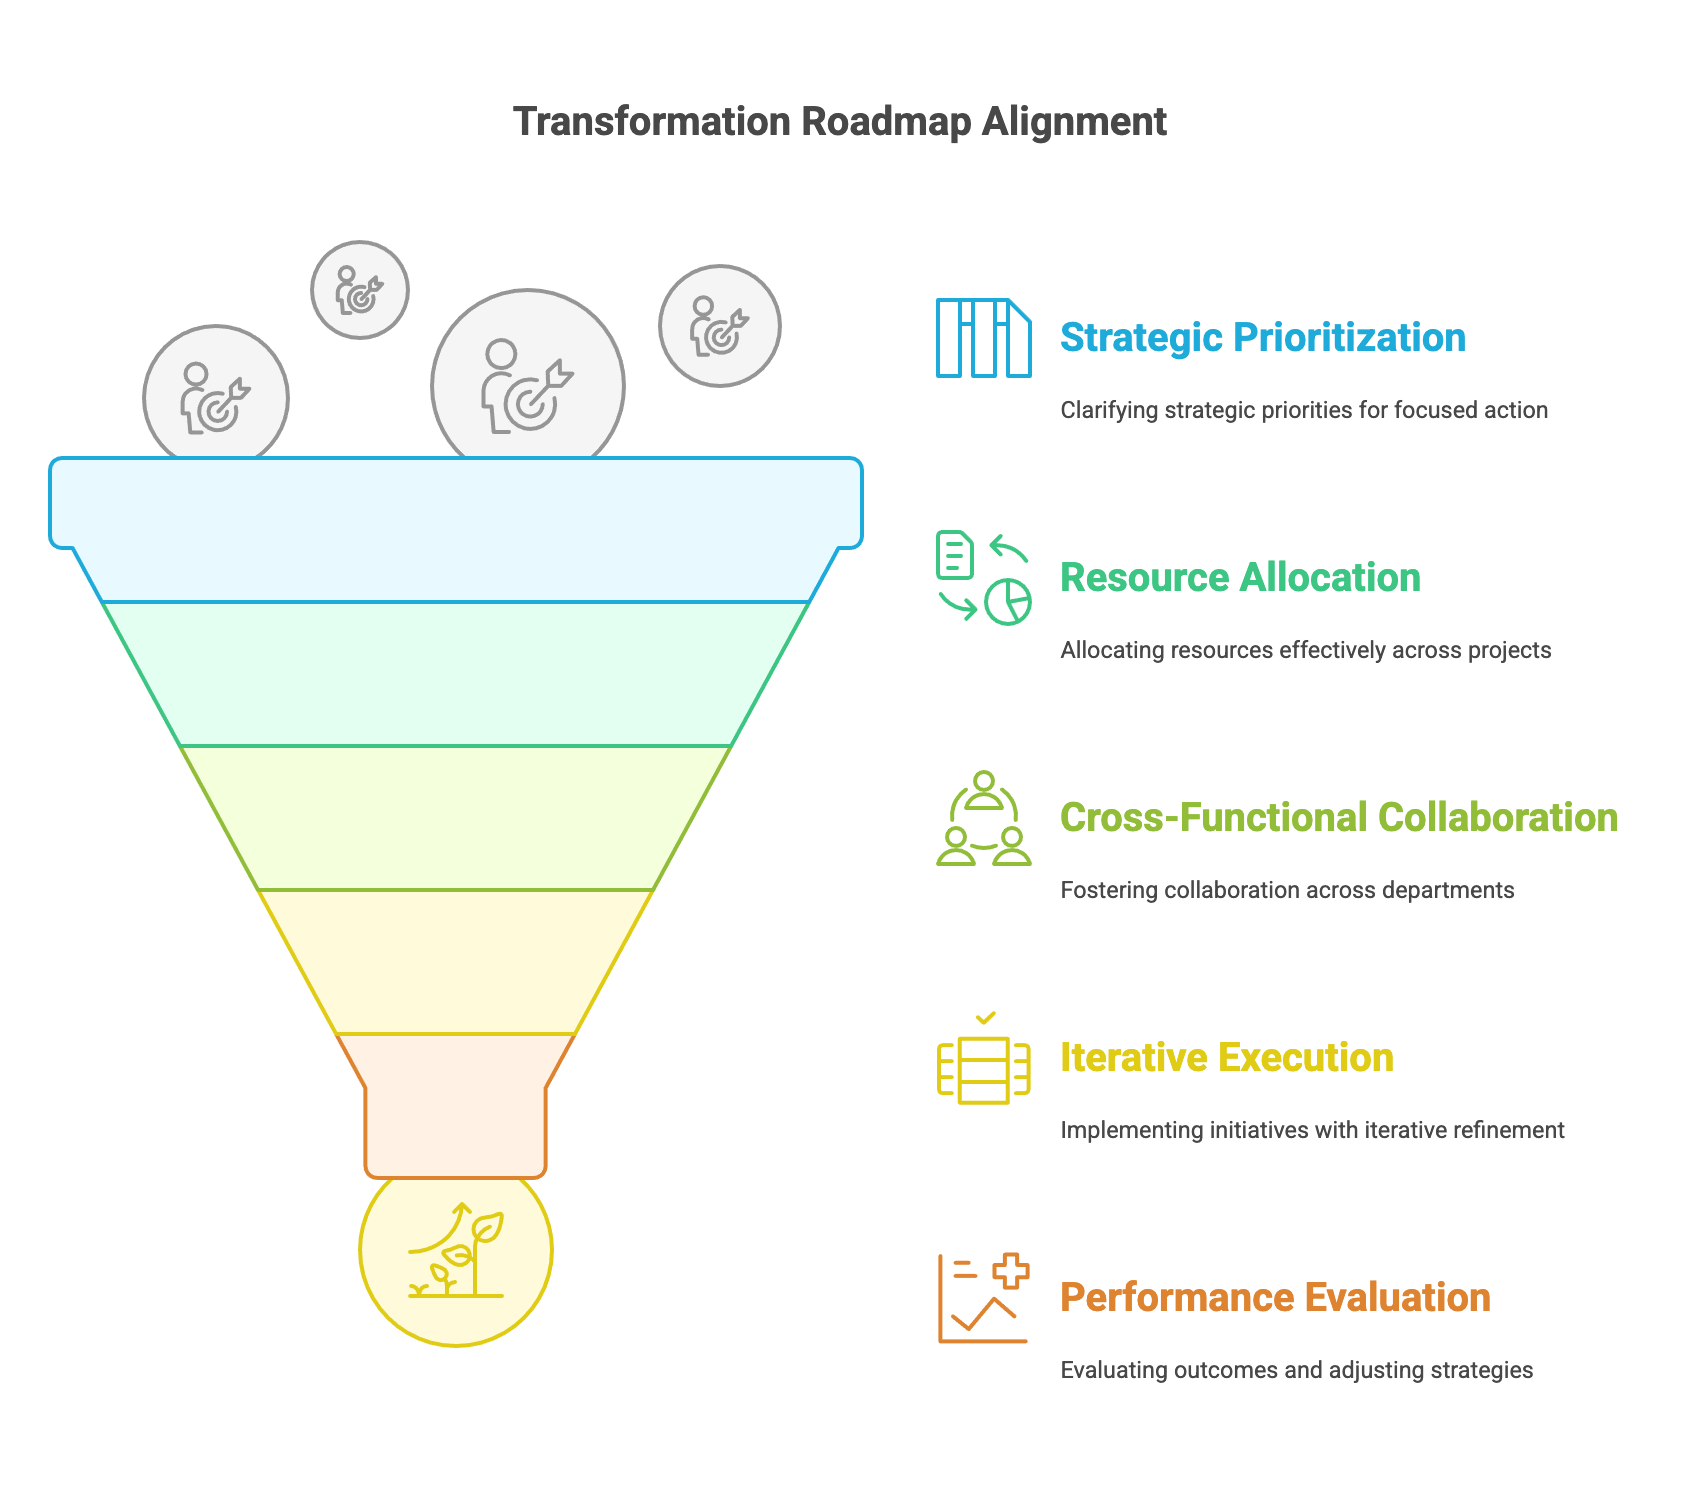 Transformation Roadmap Alignment
Strategic Prioritization
Clarifying strategic priorities for focused action
Resource Allocation
Allocating resources effectively across projects
Cross-Functional Collaboration
Fostering collaboration across departments
Iterative Execution
Implementing initiatives with iterative refinement
Performance Evaluation
Evaluating outcomes and adjusting strategies